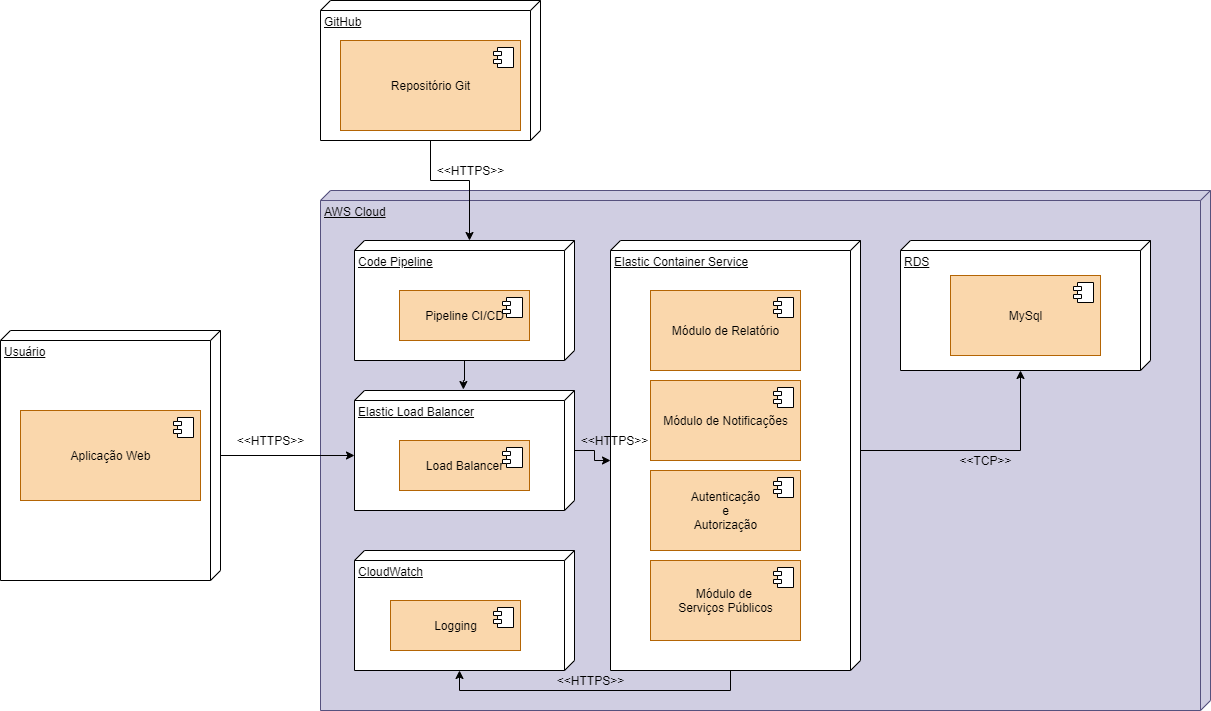 GitHub
Repositório Git
<<HTTPS>>
AWS Cloud
Code Pipeline
Pipeline CI/CD
Elastic Container Service
Módulo de Relatório
Módulo de Notificações
Autenticação
e
Autorização
Módulo de
Serviços Públicos
RDS
MySql
Usuário
Aplicação Web
<<HTTPS>>
Elastic Load Balancer
Load Balancer
<<HTTPS>>
<<TCP>>
CloudWatch
Logging
<<HTTPS>>